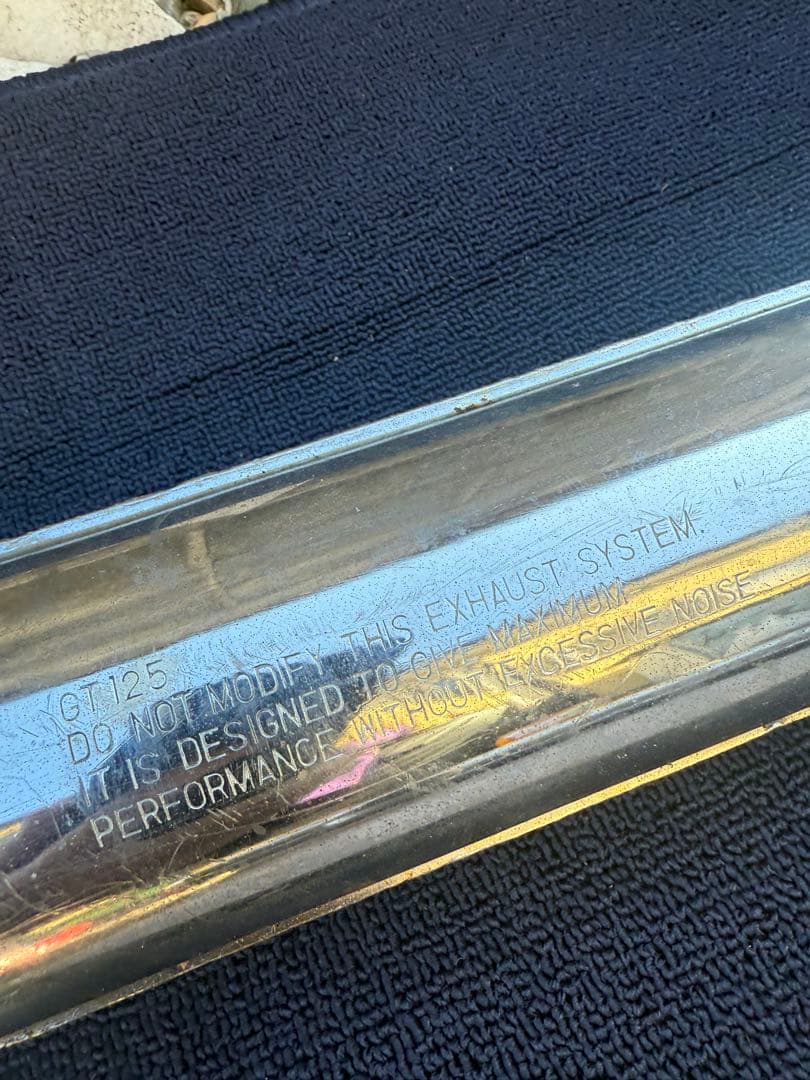 GT125
DO NOT MODIFY THIS EXHAUST SYSTEM.
IT IS DESIGNED TO GIVE MAXIMUM
PERFORMANCE WITHOUT EXCESSIVE NOISE